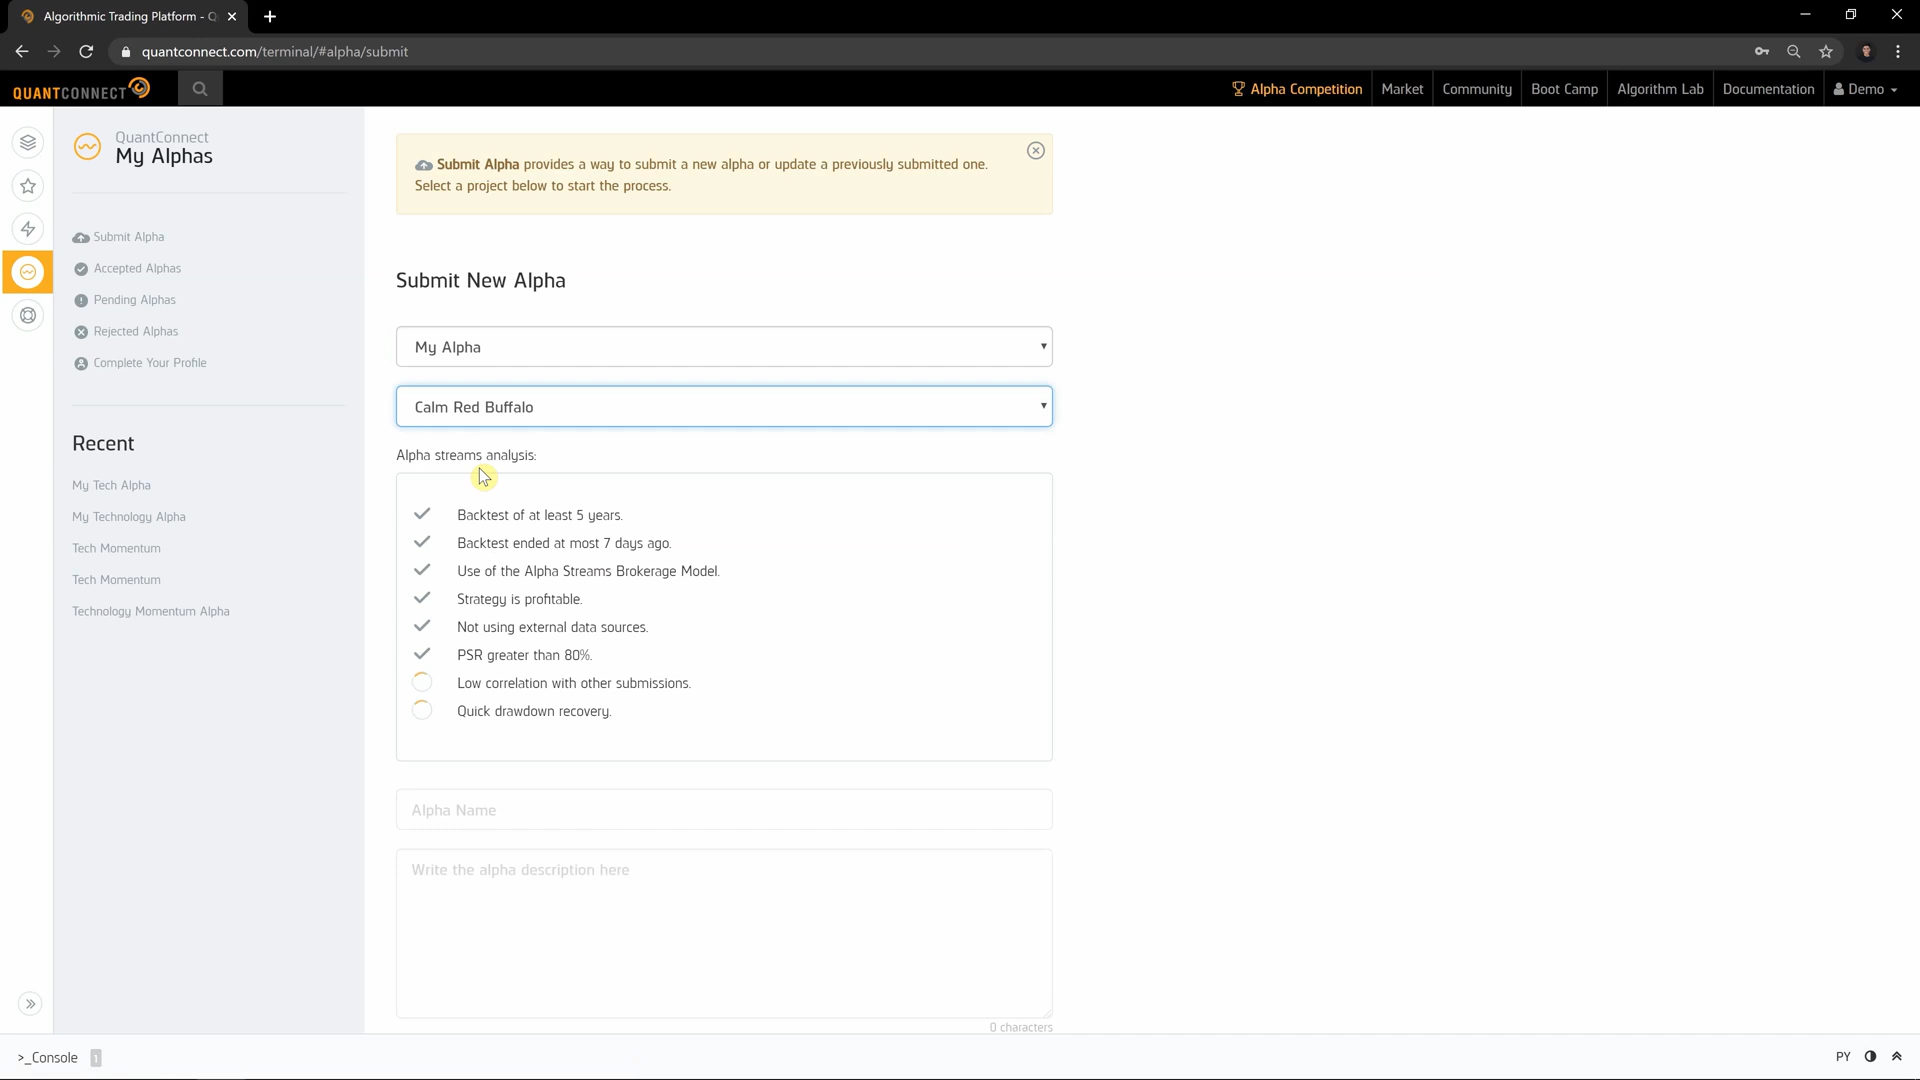 Algorithmic Trading Platform - Q
quantconnect.com/terminal/#alpha/submit
QUANTCONNECT
Alpha Competition
Market
Community
Boot Camp
Algorithm Lab
Documentation
Demo
QuantConnect
My Alphas
Submit Alpha
Accepted Alphas
Pending Alphas
Rejected Alphas
Complete Your Profile
Recent
My Tech Alpha
My Technology Alpha
Tech Momentum
Tech Momentum
Technology Momentum Alpha
Submit Alpha provides a way to submit a new alpha or update a previously submitted one.
Select a project below to start the process.
Submit New Alpha
My Alpha
Calm Red Buffalo
Alpha streams analysis:
Backtest of at least 5 years.
Backtest ended at most 7 days ago.
Use of the Alpha Streams Brokerage Model.
Strategy is profitable.
Not using external data sources.
PSR greater than 80%.
Low correlation with other submissions.
Quick drawdown recovery.
Alpha Name
Write the alpha description here
0 characters
>_Console 1
PY